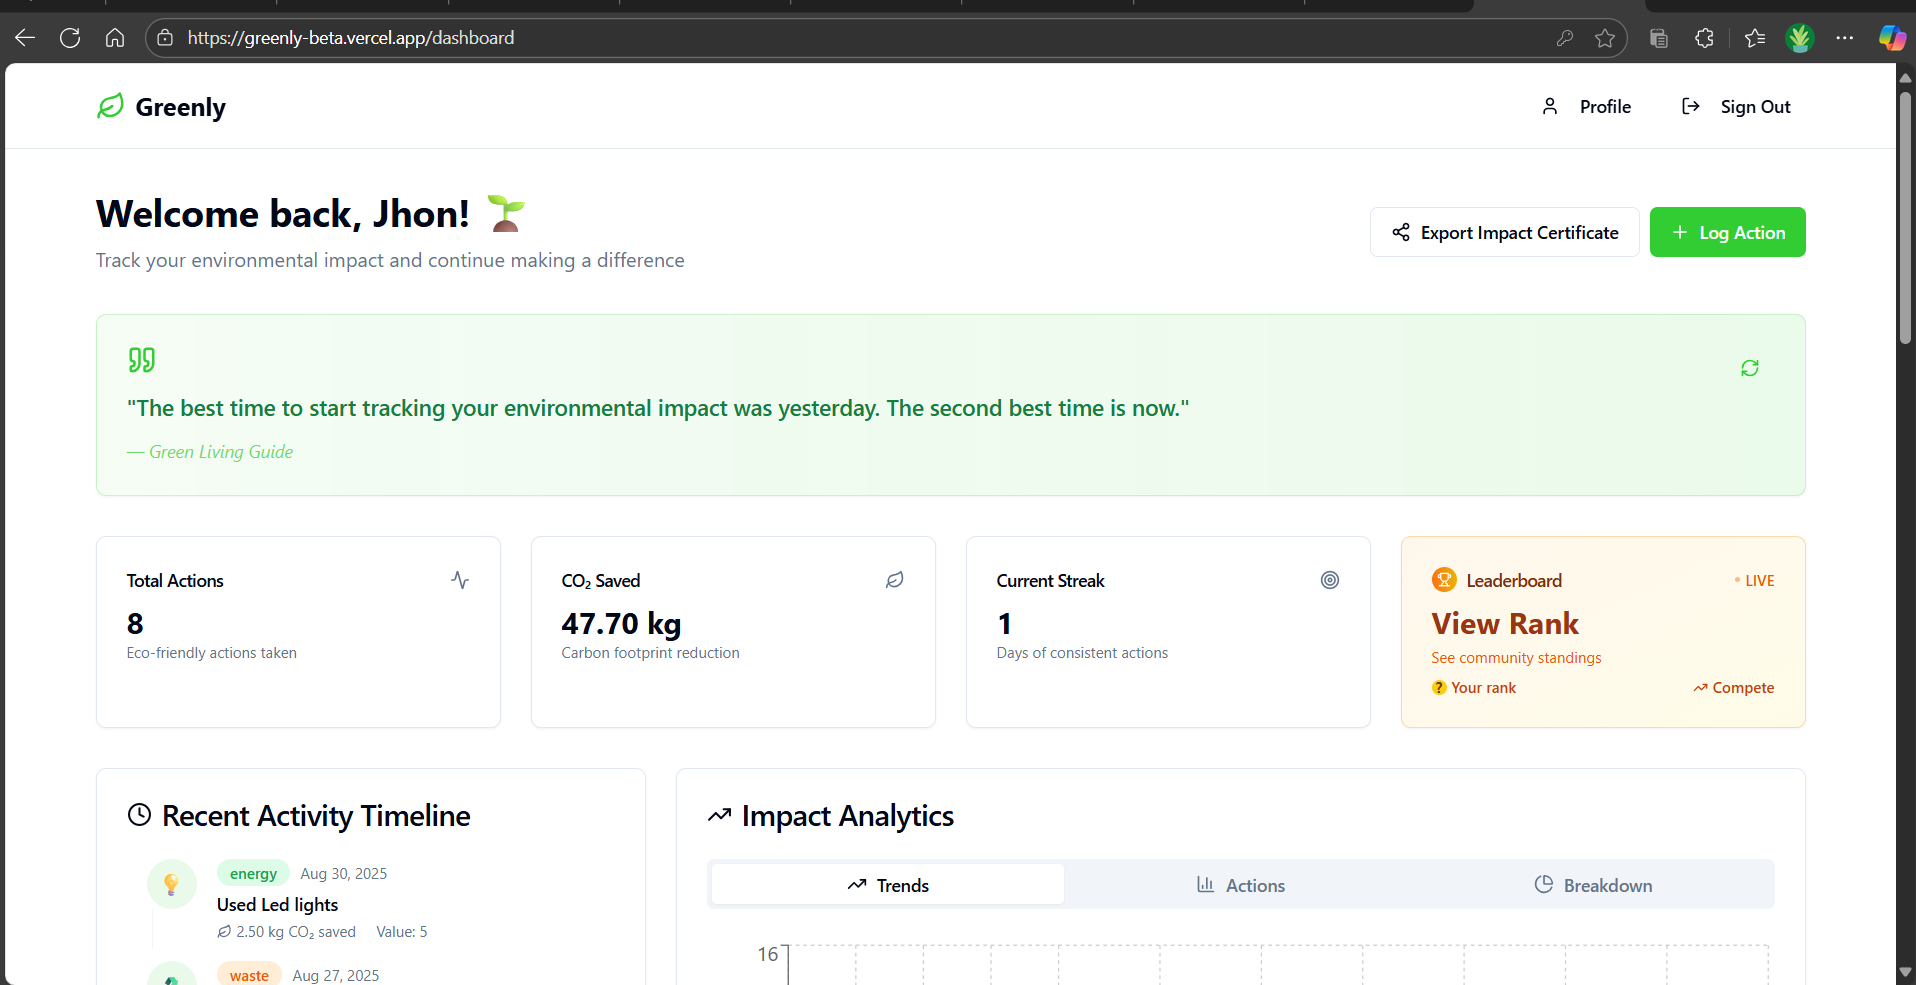 https://greenly-beta.vercel.app/dashboard
Greenly
Profile
Sign Out
Welcome back, Jhon! 🌱
Track your environmental impact and continue making a difference
Export Impact Certificate
+ Log Action
"The best time to start tracking your environmental impact was yesterday. The second best time is now."
— Green Living Guide
Total Actions
8
Eco-friendly actions taken
CO₂ Saved
47.70 kg
Carbon footprint reduction
Current Streak
1
Days of consistent actions
Leaderboard
• LIVE
View Rank
See community standings
? Your rank
Compete
Recent Activity Timeline
energy Aug 30, 2025
Used Led lights
2.50 kg CO₂ saved Value: 5
waste Aug 27, 2025
Impact Analytics
Trends
Actions
Breakdown
16